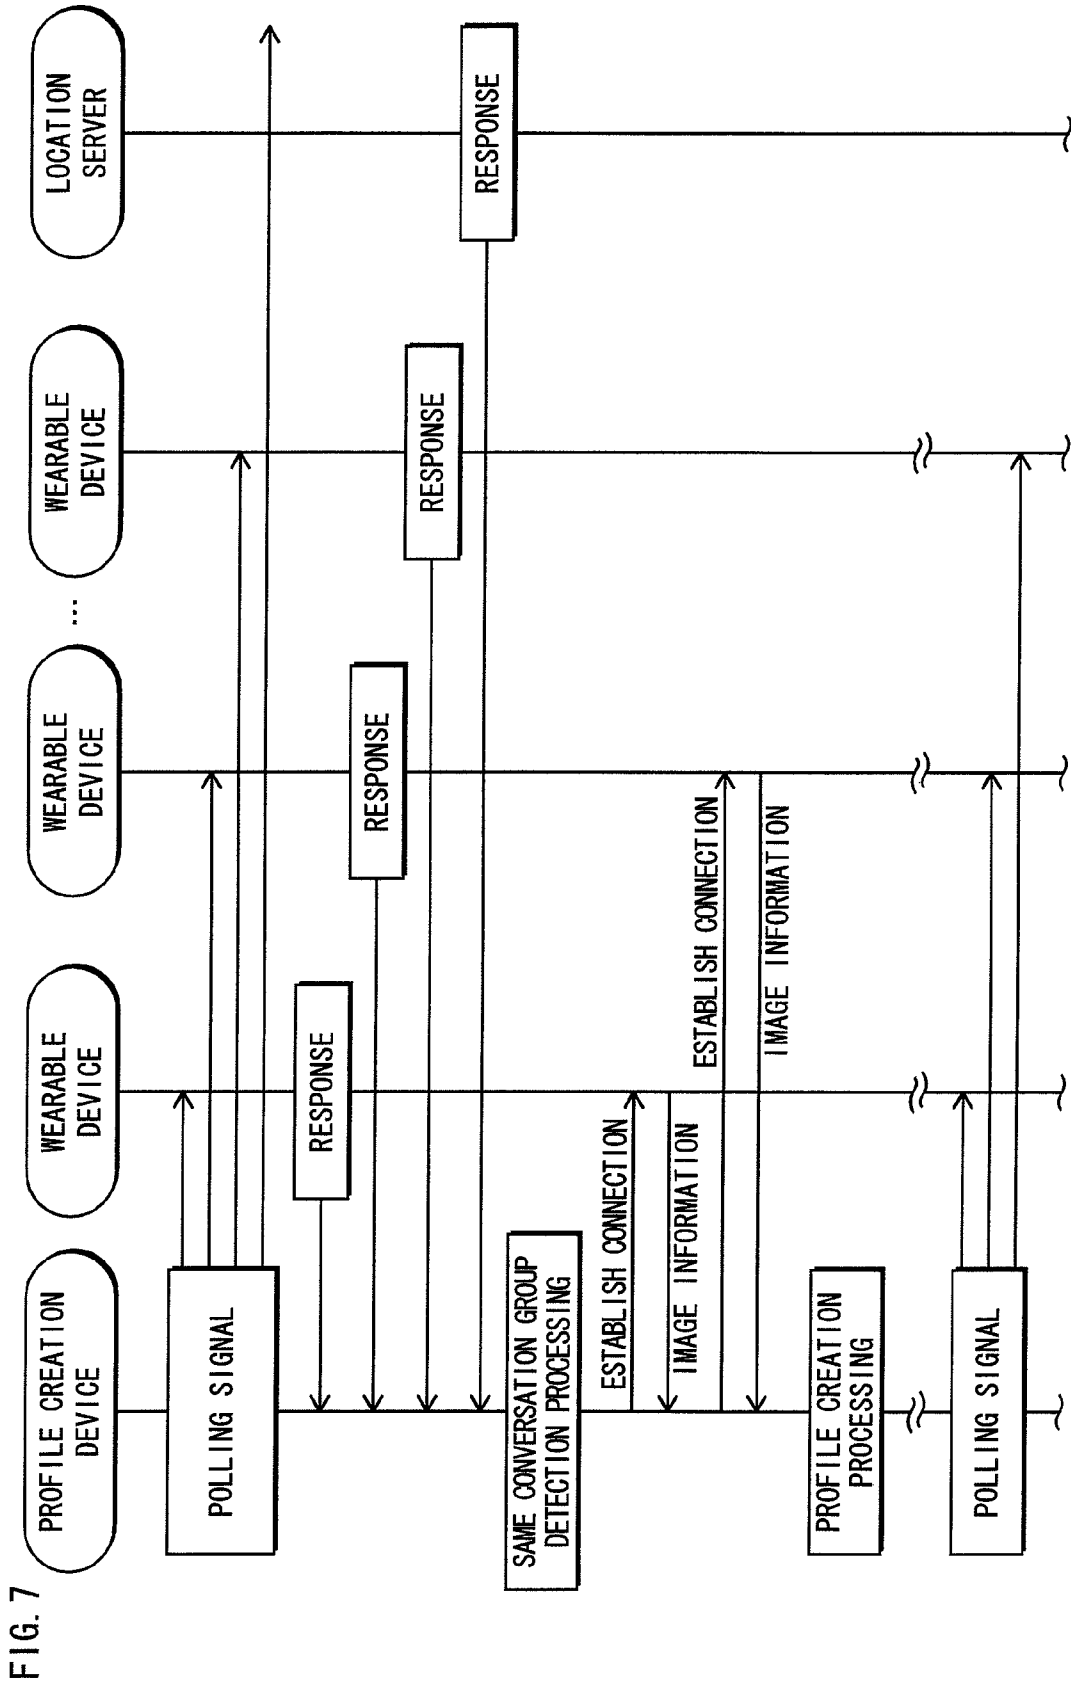 FIG. 7
PROFILE CREATION
DEVICE
WEARABLE
DEVICE
WEARABLE
DEVICE
...
WEARABLE
DEVICE
LOCATION
SERVER
POLLING SIGNAL
RESPONSE
RESPONSE
RESPONSE
RESPONSE
SAME CONVERSATION GROUP
DETECTION PROCESSING
ESTABLISH CONNECTION
IMAGE INFORMATION
ESTABLISH CONNECTION
IMAGE INFORMATION
PROFILE CREATION
PROCESSING
POLLING SIGNAL